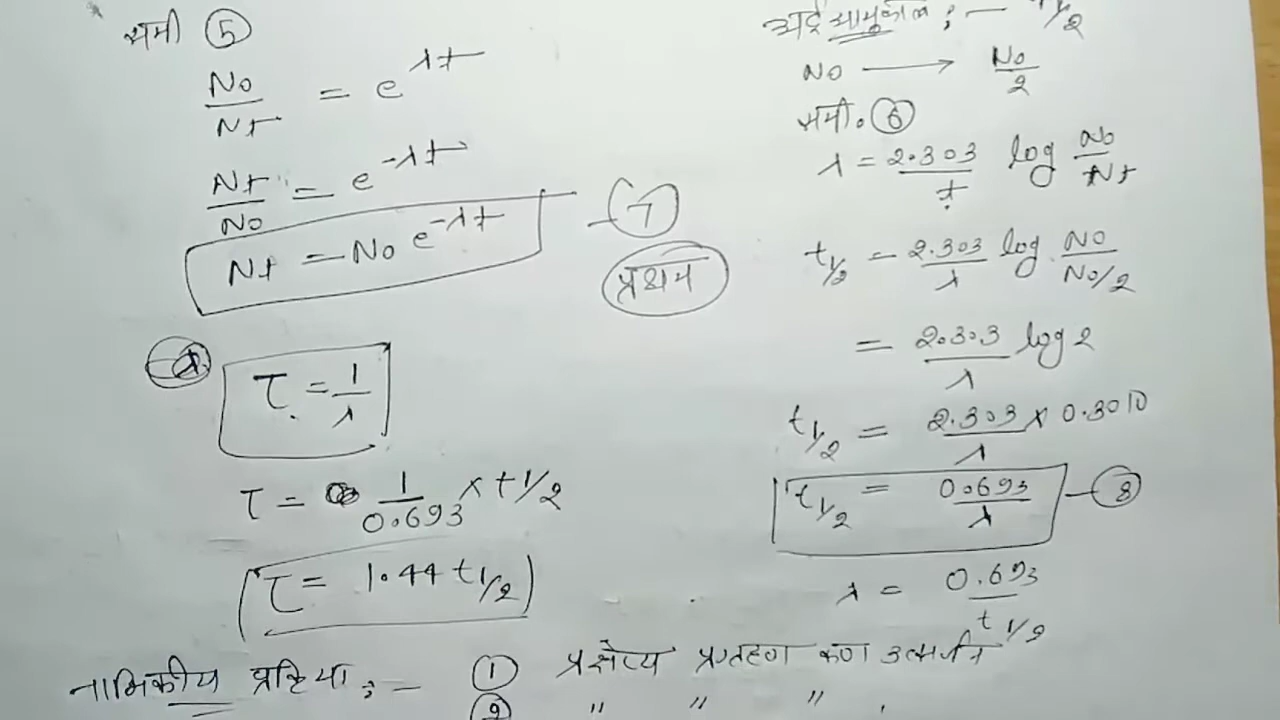 समी ⑤
N₀/Nt = e^λt
Nt/N₀ = e^-λt
Nt = N₀ e^-λt — ⑦
प्रथम
τ = 1/λ
τ = 1/0.693 × t1/2
τ = 1.44 t1/2
अर्द्ध आयुकाल ; — t1/2
N₀ ⟶ N₀/2
समी. ⑥
λ = 2.303/t log N₀/Nt
t1/2 = 2.303/λ log N₀/N₀/2
= 2.303/λ log 2
t1/2 = 2.303/λ × 0.3010
t1/2 = 0.693/λ — ⑧
λ = 0.693/t1/2
नाभिकीय प्रक्रिया ; — ① प्रक्षेप्य प्रग्रहण कण उत्सर्जन
② " " "